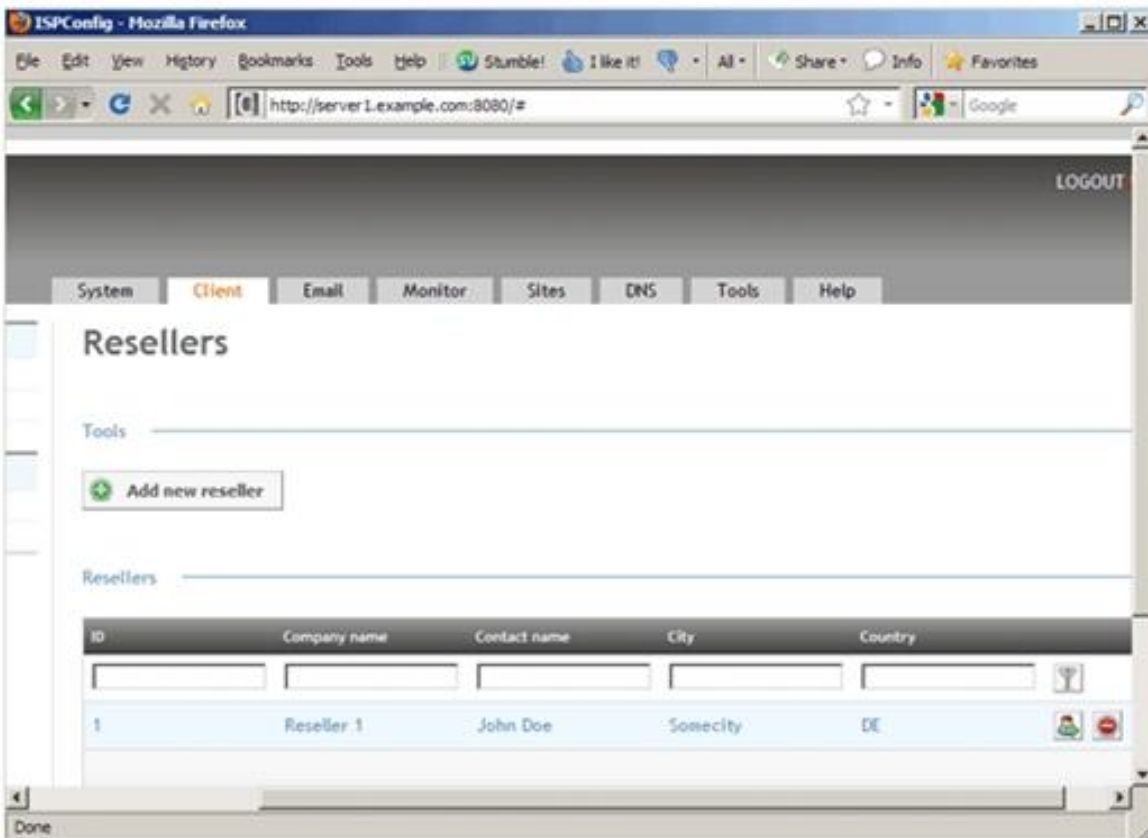 ISPConfig - Mozilla Firefox
File Edit View History Bookmarks Tools Help Stumble! I like it! All Share Info Favorites
http://server1.example.com:8080/# Google
LOGOUT
System Client Email Monitor Sites DNS Tools Help
Resellers
Tools
Add new reseller
Resellers
ID Company name Contact name City Country
1 Reseller 1 John Doe Somecity DE
Done